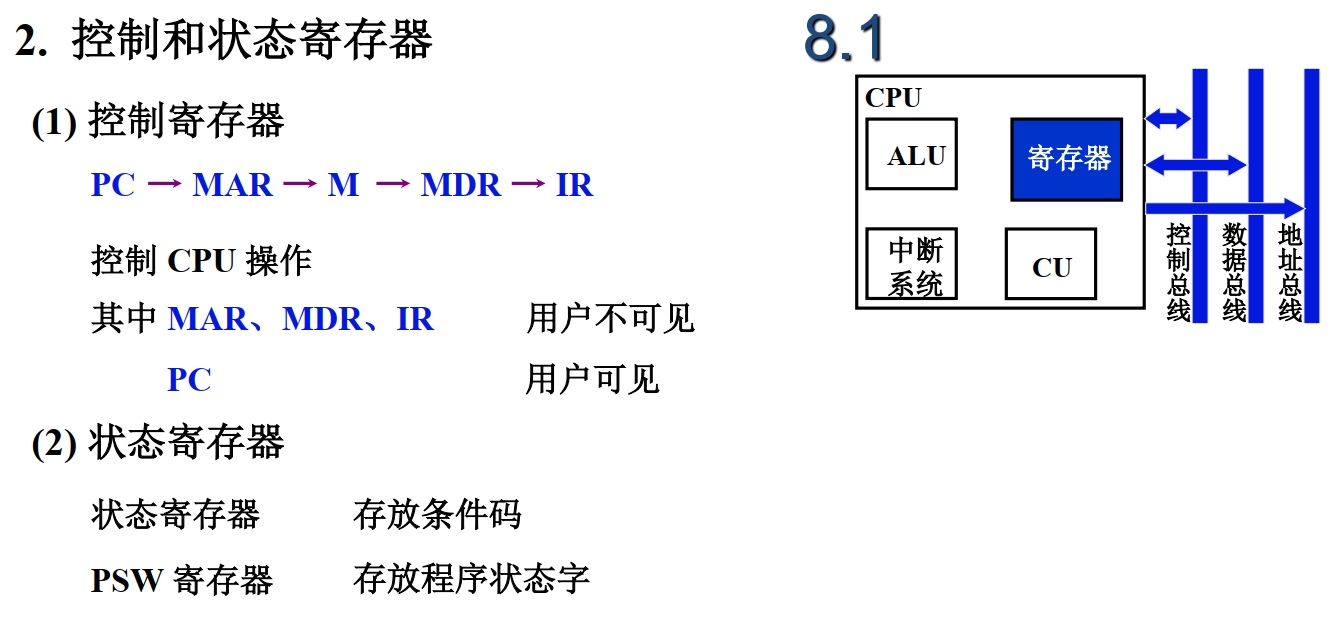 2. 控制和状态寄存器
8.1
(1) 控制寄存器
PC → MAR → M → MDR → IR
控制 CPU 操作
其中 MAR、MDR、IR 用户不可见
PC 用户可见
(2) 状态寄存器
状态寄存器 存放条件码
PSW 寄存器 存放程序状态字
CPU
ALU
寄存器
中断
系统
CU
控制总线
数据总线
地址总线